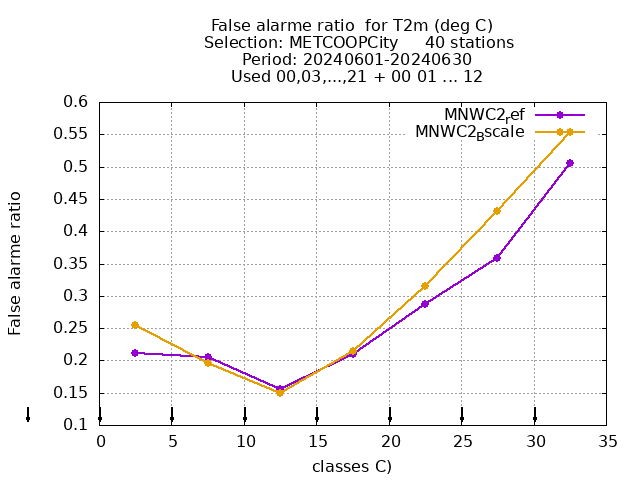 False alarme ratio  for T2m (deg C)
Selection: METCOOPCity     40 stations
Period: 20240601-20240630
Used 00,03,...,21 + 00 01 ... 12
MNWC2ref
MNWC2Bscale
0.6
0.55
0.5
0.45
0.4
0.35
0.3
0.25
0.2
0.15
0.1
False alarme ratio
0 5 10 15 20 25 30 35
classes C)